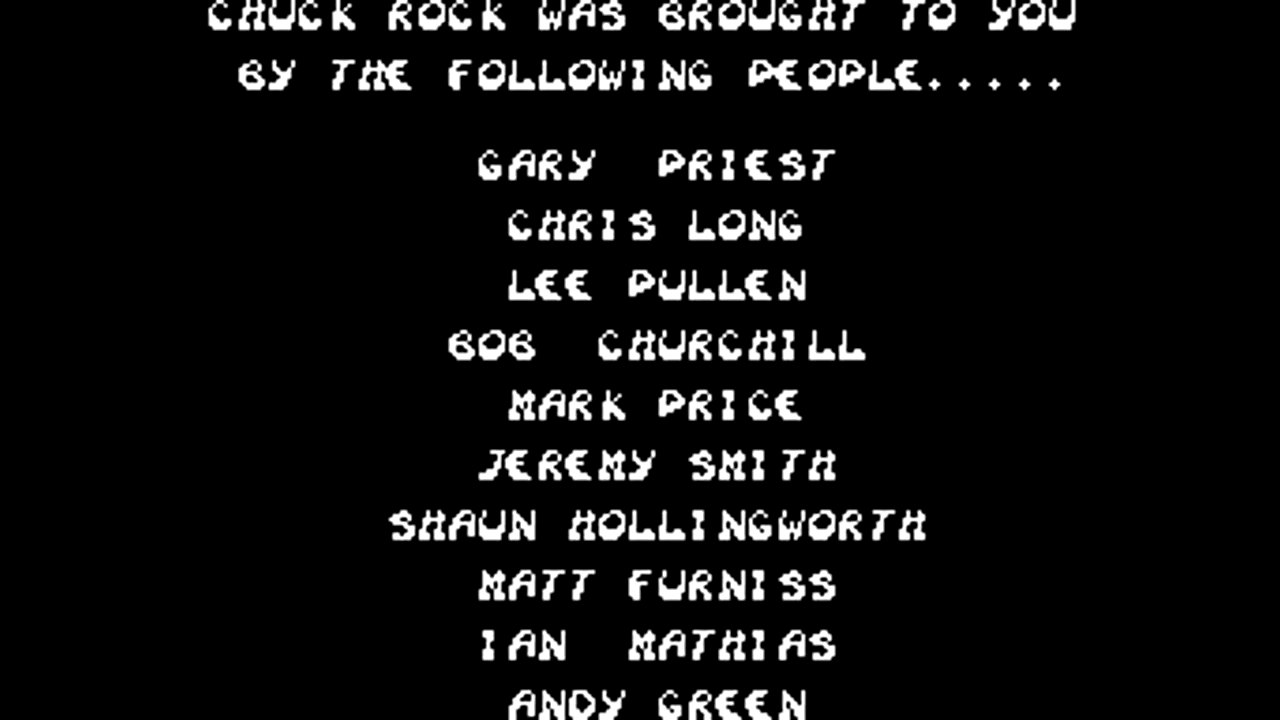 CHUCK ROCK WAS BROUGHT TO YOU
BY THE FOLLOWING PEOPLE.....
GARY PRIEST
CHRIS LONG
LEE PULLEN
BOB CHURCHILL
MARK PRICE
JEREMY SMITH
SHAUN HOLLINGWORTH
MATT FURNISS
IAN MATHIAS
ANDY GREEN